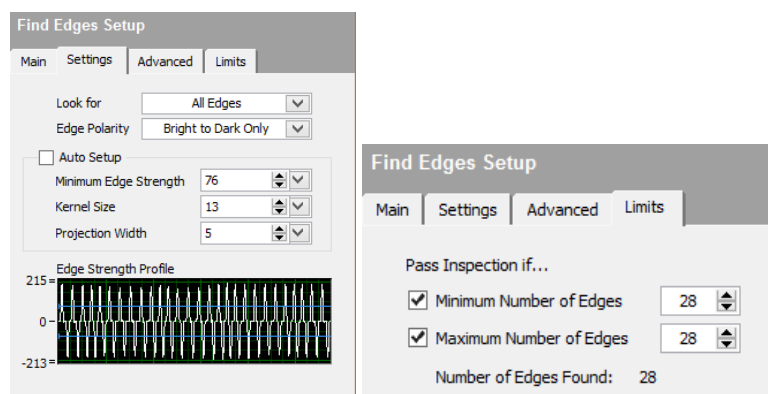 Find Edges Setup
Main Settings Advanced Limits
Look for All Edges
Edge Polarity Bright to Dark Only
Auto Setup
Minimum Edge Strength 76
Kernel Size 13
Projection Width 5
Edge Strength Profile
215
0
-213
Find Edges Setup
Main Settings Advanced Limits
Pass Inspection if...
Minimum Number of Edges 28
Maximum Number of Edges 28
Number of Edges Found: 28